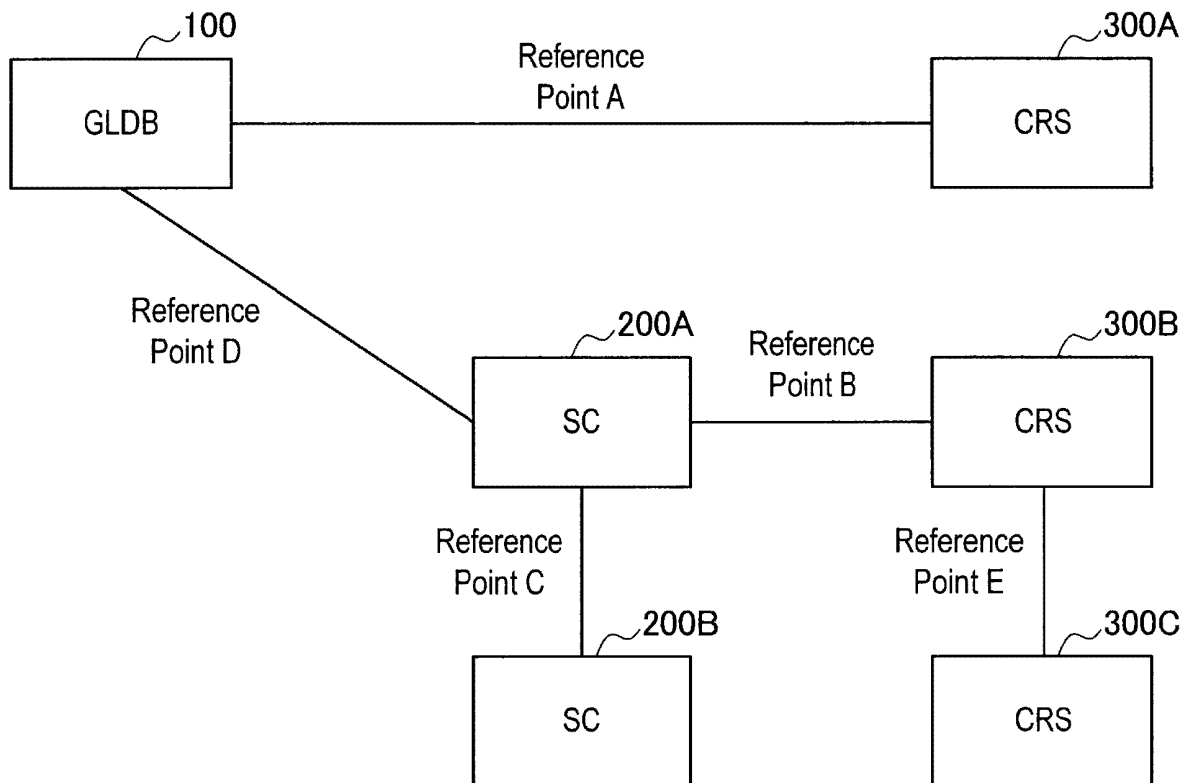 100
300A
Reference
Point A
GLDB
CRS
Reference
Point D
200A
300B
Reference
Point B
SC
CRS
Reference
Point C
Reference
Point E
200B
300C
SC
CRS